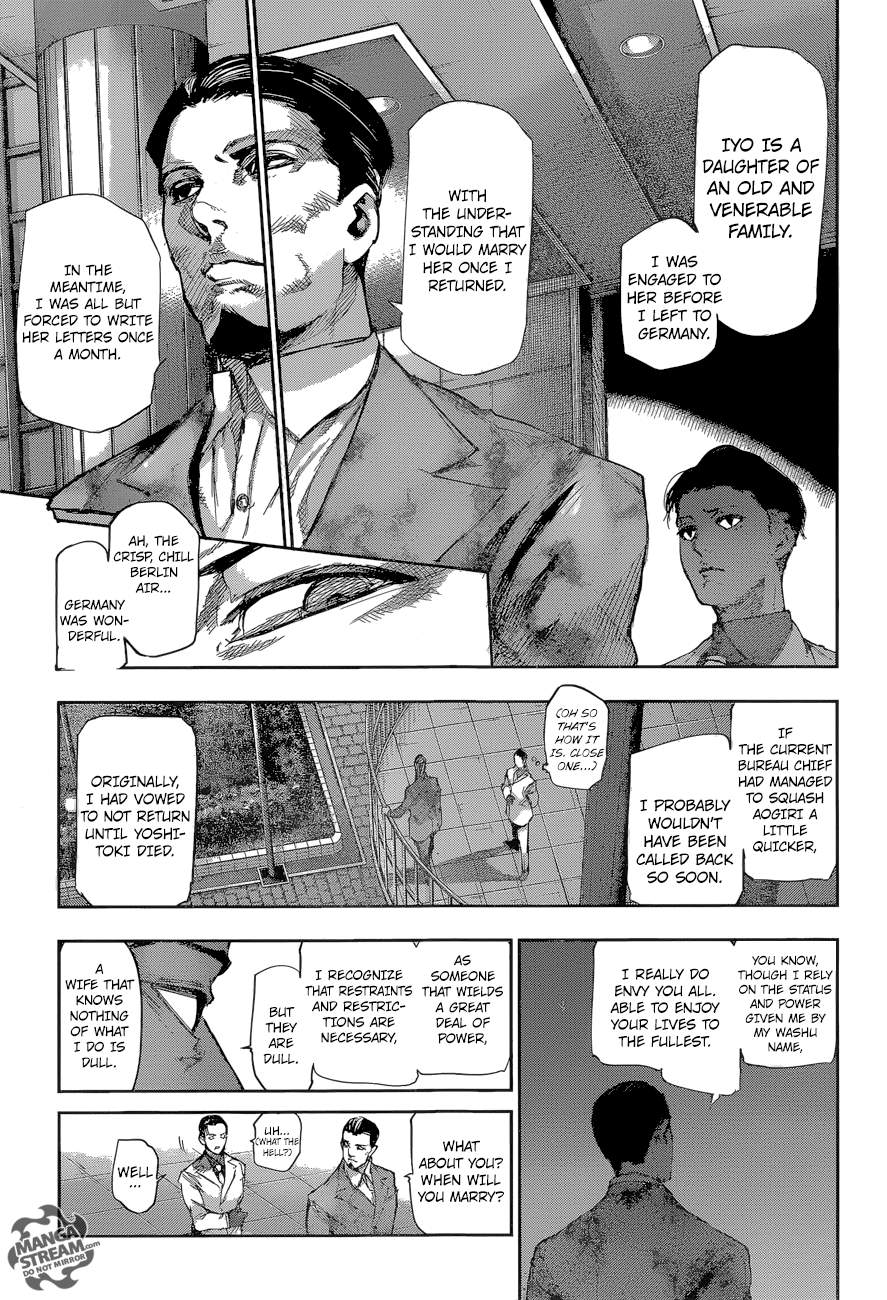 IYO IS A
DAUGHTER OF
AN OLD AND
VENERABLE
FAMILY.
I WAS
ENGAGED TO
HER BEFORE
I LEFT TO
GERMANY.
WITH
THE UNDER-
STANDING THAT
I WOULD MARRY
HER ONCE I
RETURNED.
IN THE
MEANTIME,
I WAS ALL BUT
FORCED TO WRITE
HER LETTERS ONCE
A MONTH.
AH, THE
CRISP, CHILL
BERLIN
AIR...
GERMANY
WAS WON-
DERFUL.
IF
THE CURRENT
BUREAU CHIEF
HAD MANAGED
TO SQUASH
AOGIRI A
LITTLE
QUICKER,
I PROBABLY
WOULDN'T
HAVE BEEN
CALLED BACK
SO SOON.
(OH SO
THAT'S
HOW IT
IS. CLOSE
ONE...)
ORIGINALLY,
I HAD VOWED
TO NOT RETURN
UNTIL YOSHI-
TOKI DIED.
YOU KNOW,
THOUGH I RELY
ON THE STATUS
AND POWER
GIVEN ME BY
MY WASHU
NAME,
I REALLY DO
ENVY YOU ALL.
ABLE TO ENJOY
YOUR LIVES TO
THE FULLEST.
AS
SOMEONE
THAT WIELDS
A GREAT
DEAL OF
POWER,
I RECOGNIZE
THAT RESTRAINTS
AND RESTRIC-
TIONS ARE
NECESSARY,
BUT
THEY
ARE
DULL.
A
WIFE THAT
KNOWS
NOTHING
OF WHAT
I DO IS
DULL.
WHAT
ABOUT YOU?
WHEN WILL
YOU MARRY?
UH...
(WHAT THE
HELL?)
WELL
...
MANGA
STREAM.com
DO NOT MIRROR